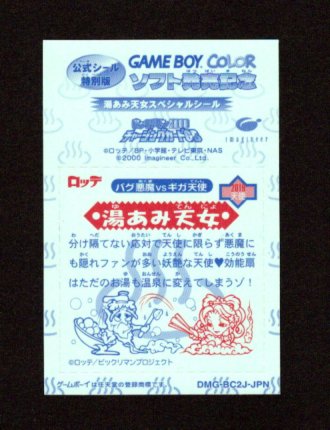 公式シール
特別版
GAME BOY COLOR
ソフト発売記念
湯あみ天女スペシャルシール
imagineer
©ロッテ/BP・小学館・テレビ東京・NAS
©2000 Imagineer Co.,Ltd.
ロッテ
バグ悪魔vsギガ天使
天使
湯あみ天女
分け隔てない応対で天使に限らず悪魔に
も隠れファンが多い妖艶な天使♥効能扇
はただのお湯も温泉に変えてしまうゾ!
©ロッテ/ビックリマンプロジェクト
ゲームボーイは任天堂の登録商標です。
DMG-BC2J-JPN